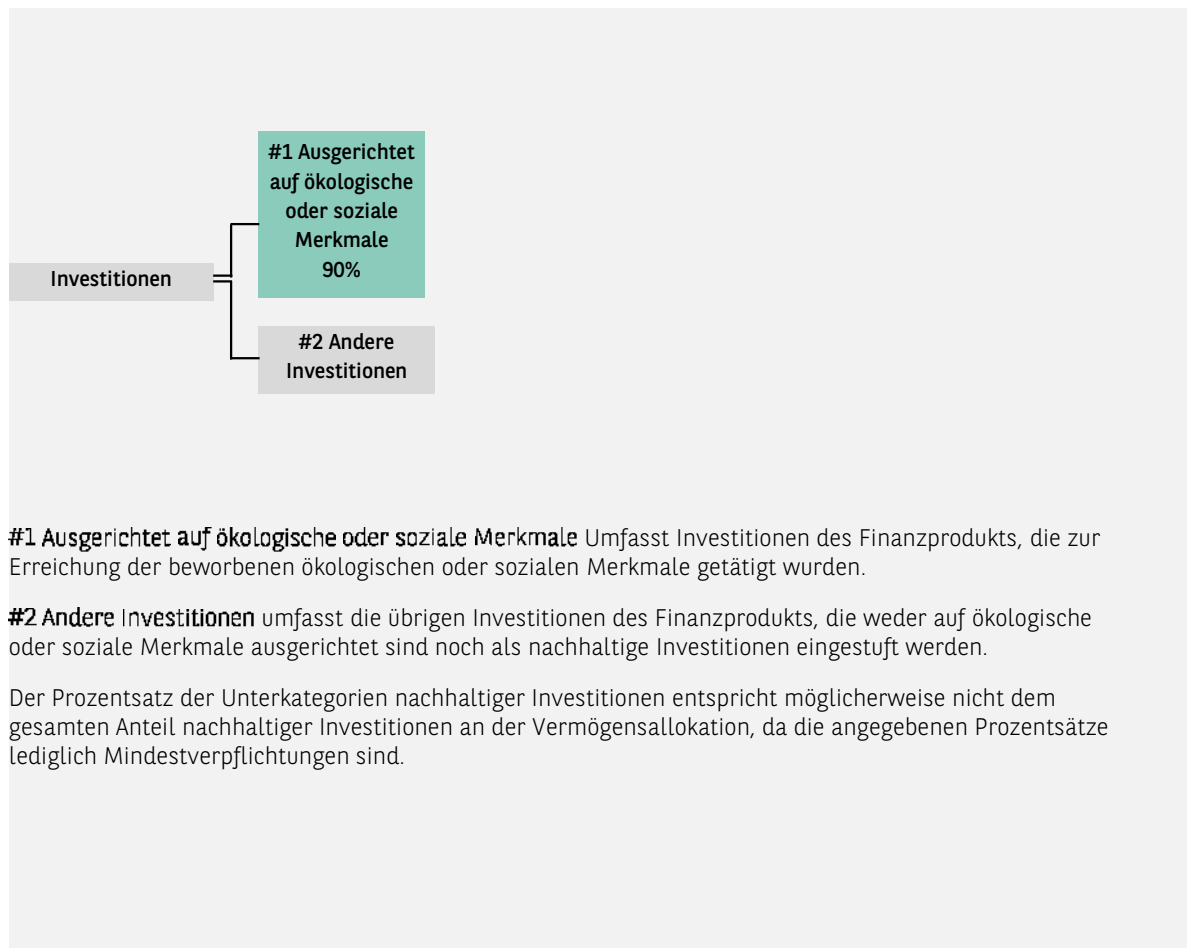 #1 Ausgerichtet
auf ökologische
oder soziale
Merkmale
90%
Investitionen
#2 Andere
Investitionen
#1 Ausgerichtet auf ökologische oder soziale Merkmale Umfasst Investitionen des Finanzprodukts, die zur
Erreichung der beworbenen ökologischen oder sozialen Merkmale getätigt wurden.
#2 Andere Investitionen umfasst die übrigen Investitionen des Finanzprodukts, die weder auf ökologische
oder soziale Merkmale ausgerichtet sind noch als nachhaltige Investitionen eingestuft werden.
Der Prozentsatz der Unterkategorien nachhaltiger Investitionen entspricht möglicherweise nicht dem
gesamten Anteil nachhaltiger Investitionen an der Vermögensallokation, da die angegebenen Prozentsätze
lediglich Mindestverpflichtungen sind.